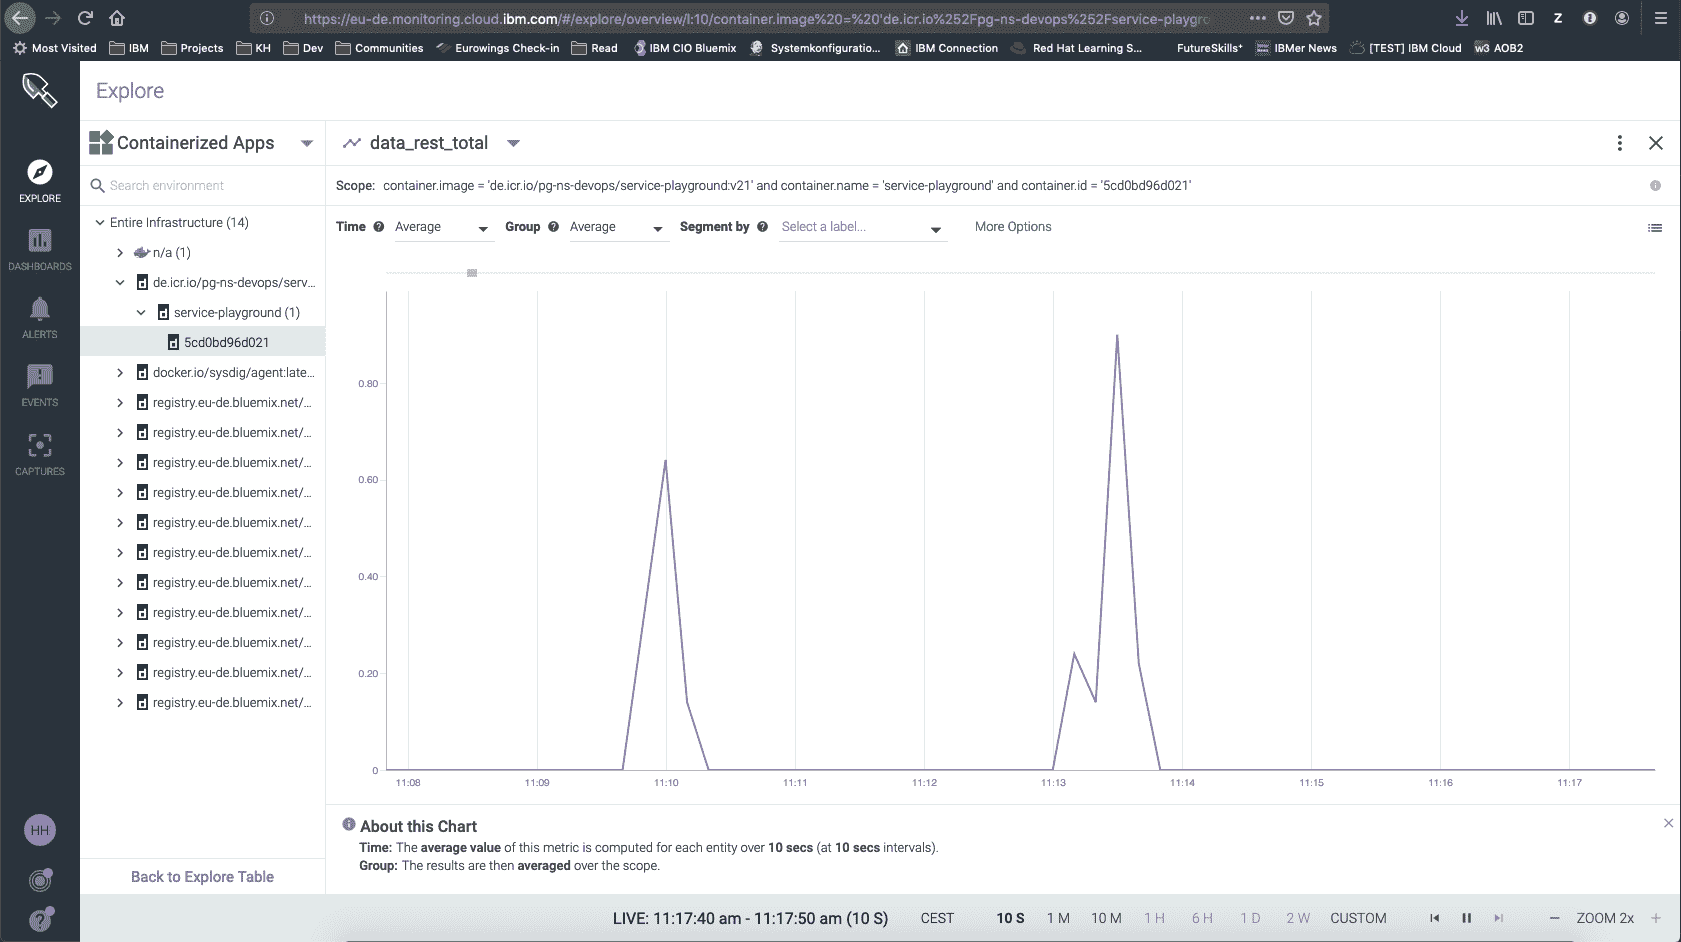 https://eu-de.monitoring.cloud.ibm.com/#/explore/overview/l:10/container.image%20=%20'de.icr.io%252Fpg-ns-devops%252Fservice-playgro
Most Visited IBM Projects KH Dev Communities Eurowings Check-in Read IBM CIO Bluemix Systemkonfiguratio... IBM Connection Red Hat Learning S... FutureSkills⁺ IBMer News [TEST] IBM Cloud w3 AOB2
Explore
Containerized Apps
data_rest_total
Search environment
Scope: container.image = 'de.icr.io/pg-ns-devops/service-playground:v21' and container.name = 'service-playground' and container.id = '5cd0bd96d021'
Time Average Group Average Segment by Select a label... More Options
EXPLORE
DASHBOARDS
ALERTS
EVENTS
CAPTURES
Entire Infrastructure (14)
n/a (1)
de.icr.io/pg-ns-devops/serv...
service-playground (1)
5cd0bd96d021
docker.io/sysdig/agent:late...
registry.eu-de.bluemix.net/...
registry.eu-de.bluemix.net/...
registry.eu-de.bluemix.net/...
registry.eu-de.bluemix.net/...
registry.eu-de.bluemix.net/...
registry.eu-de.bluemix.net/...
registry.eu-de.bluemix.net/...
registry.eu-de.bluemix.net/...
registry.eu-de.bluemix.net/...
registry.eu-de.bluemix.net/...
registry.eu-de.bluemix.net/...
0.80
0.60
0.40
0.20
0
11:08 11:09 11:10 11:11 11:12 11:13 11:14 11:15 11:16 11:17
About this Chart
Time: The average value of this metric is computed for each entity over 10 secs (at 10 secs intervals).
Group: The results are then averaged over the scope.
HH
Back to Explore Table
LIVE: 11:17:40 am - 11:17:50 am (10 S) CEST 10 S 1 M 10 M 1 H 6 H 1 D 2 W CUSTOM ZOOM 2x